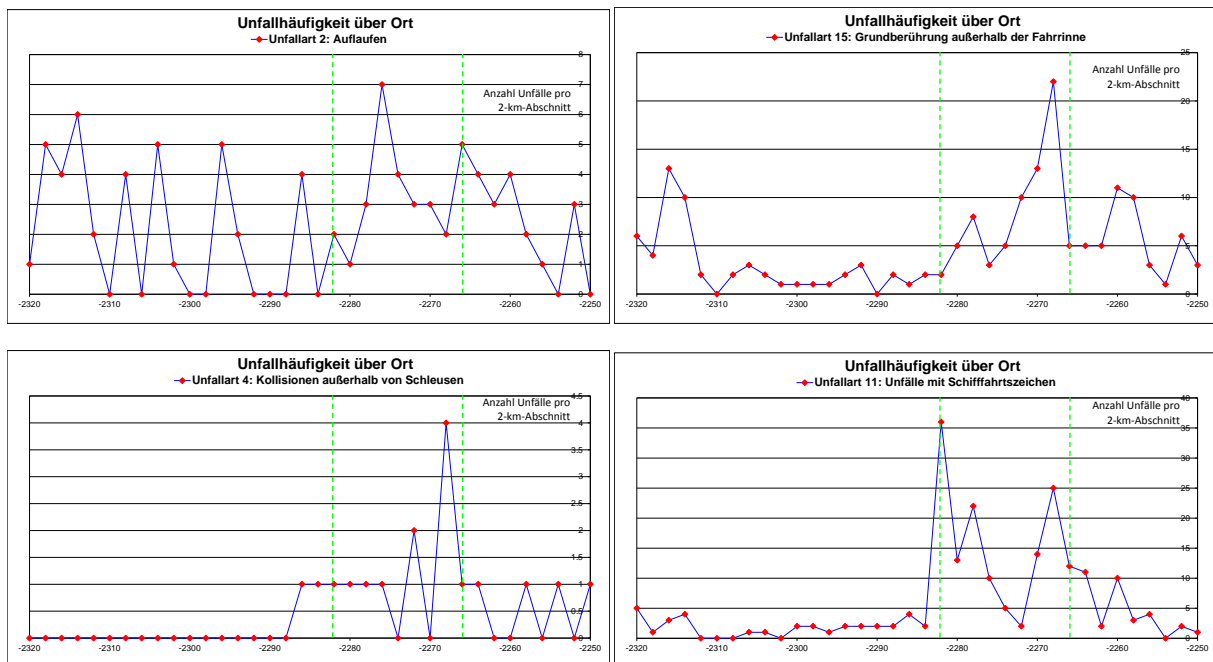 Unfallhäufigkeit über Ort
Unfallart 2: Auflaufen
Anzahl Unfälle pro
2-km-Abschnitt
8
7
6
5
4
3
2
1
0
-2320 -2310 -2300 -2290 -2280 -2270 -2260 -2250
Unfallhäufigkeit über Ort
Unfallart 15: Grundberührung außerhalb der Fahrrinne
Anzahl Unfälle pro
2-km-Abschnitt
25
20
15
10
5
0
-2320 -2310 -2300 -2290 -2280 -2270 -2260 -2250
Unfallhäufigkeit über Ort
Unfallart 4: Kollisionen außerhalb von Schleusen
Anzahl Unfälle pro
2-km-Abschnitt
4.5
4
3.5
3
2.5
2
1.5
1
0.5
0
-2320 -2310 -2300 -2290 -2280 -2270 -2260 -2250
Unfallhäufigkeit über Ort
Unfallart 11: Unfälle mit Schifffahrtszeichen
Anzahl Unfälle pro
2-km-Abschnitt
40
35
30
25
20
15
10
5
0
-2320 -2310 -2300 -2290 -2280 -2270 -2260 -2250